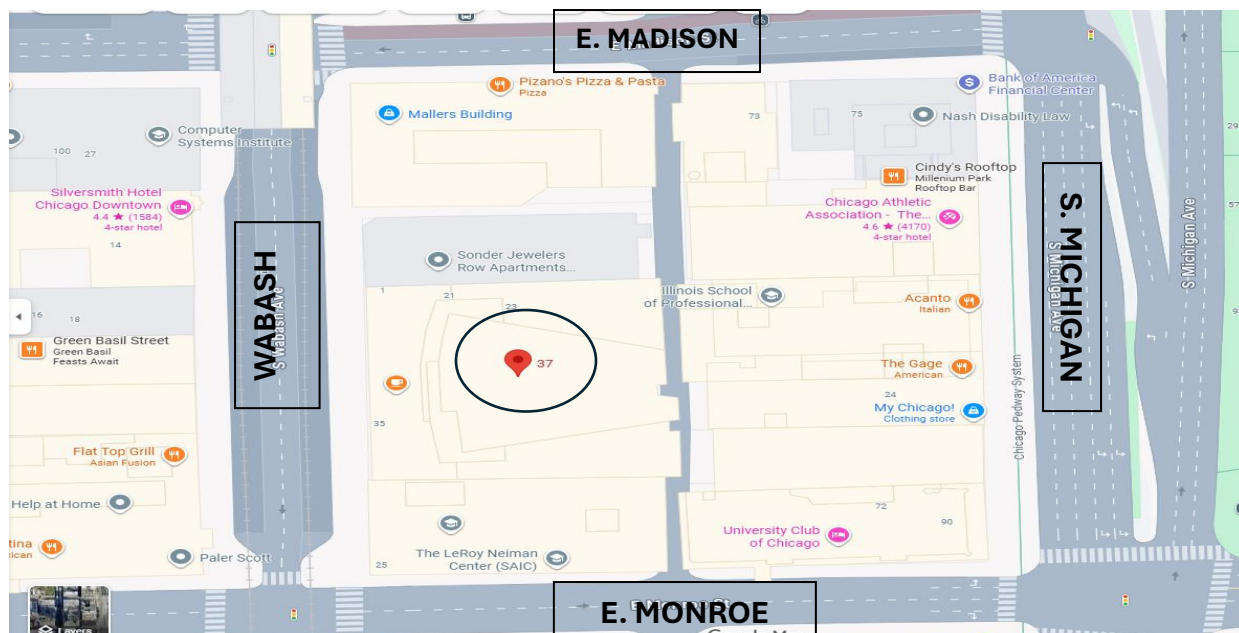 E. MADISON
Pizano's Pizza & Pasta
Pizza
Bank of America
Financial Center
Mallers Building
73
75
Nash Disability Law
Computer
Systems Institute
100
27
29
Cindy's Rooftop
Millenium Park
Rooftop Bar
Silversmith Hotel
Chicago Downtown
4.4 ★ (1584)
4-star hotel
14
Chicago Athletic
Association - The...
4.6 ★ (4170)
4-star hotel
57
S. MICHIGAN
S Michigan Ave
S Michigan Ave
WABASH
S Wabash Ave
Sonder Jewelers
Row Apartments...
1
21
23
Illinois School
of Professional...
Acanto
Italian
16
18
Green Basil Street
Green Basil
Feasts Await
37
The Gage
American
24
My Chicago!
Clothing store
Chicago Pedway System
35
Flat Top Grill
Asian Fusion
Help at Home
72
90
University Club
of Chicago
tina
ican
Paler Scott
The LeRoy Neiman
Center (SAIC)
25
E. MONROE
Layers